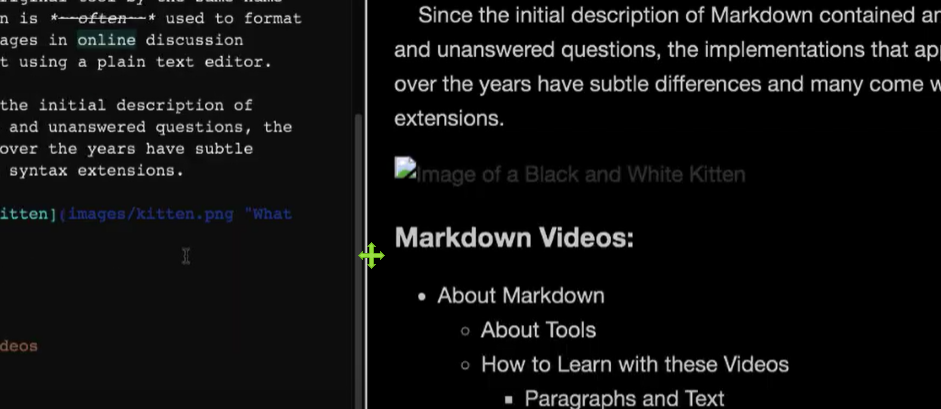 n is *~~often~~* used to format
ages in online discussion
t using a plain text editor.
the initial description of
and unanswered questions, the
over the years have subtle
syntax extensions.
itten](images/kitten.png "What
deos
Since the initial description of Markdown contained
and unanswered questions, the implementations that
over the years have subtle differences and many come
extensions.
Image of a Black and White Kitten
Markdown Videos:
• About Markdown
◦ About Tools
◦ How to Learn with these Videos
▪ Paragraphs and Text